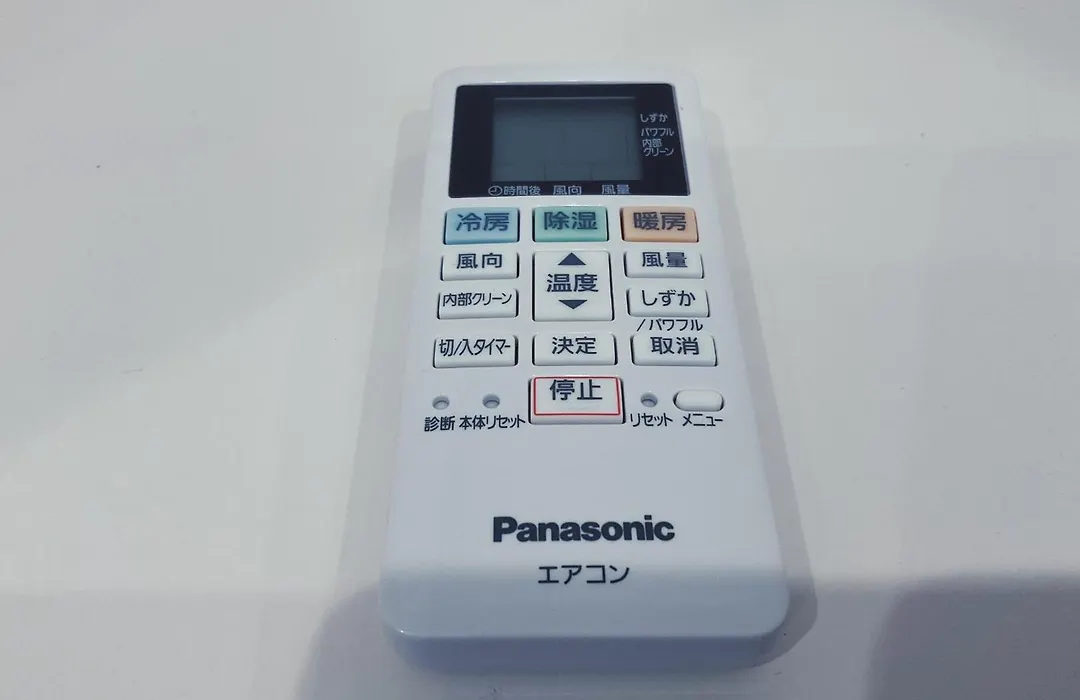 しずか
パワフル
内部
クリーン
時間後 風向 風量
冷房 除湿 暖房
風向 ▲ 温度 ▼ 風量
内部クリーン しずか
/パワフル
切/入タイマー 決定 取消
停止
診断 本体リセット リセット メニュー
Panasonic
エアコン